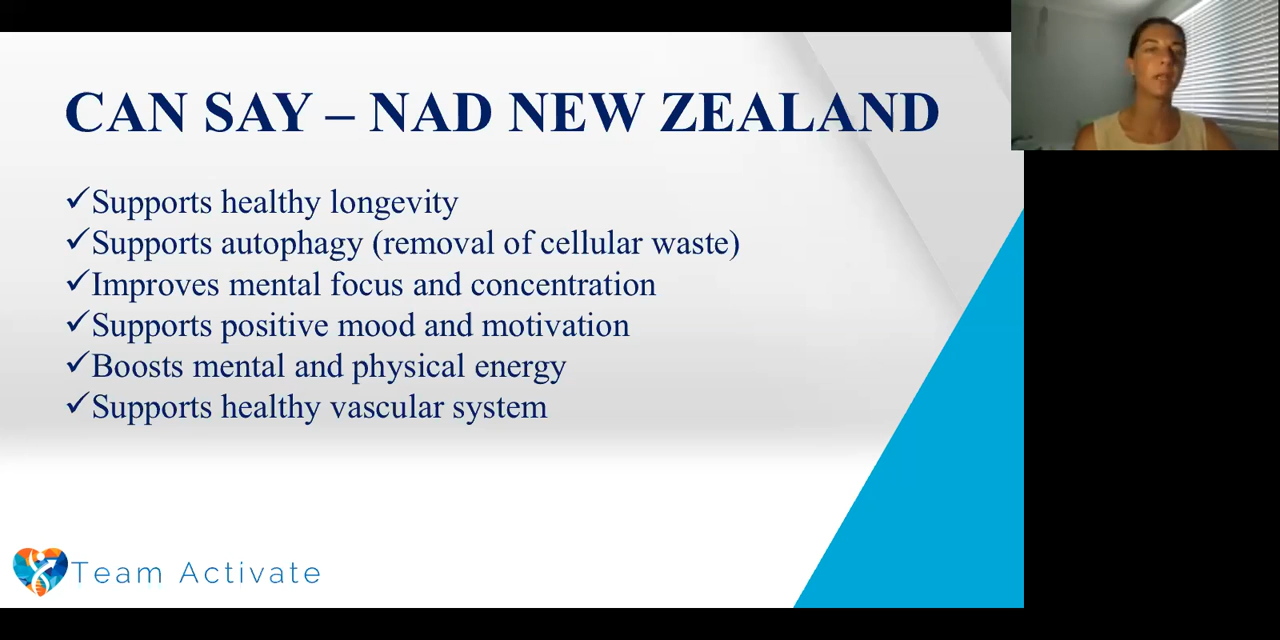 CAN SAY – NAD NEW ZEALAND
✓Supports healthy longevity
✓Supports autophagy (removal of cellular waste)
✓Improves mental focus and concentration
✓Supports positive mood and motivation
✓Boosts mental and physical energy
✓Supports healthy vascular system
Team Activate